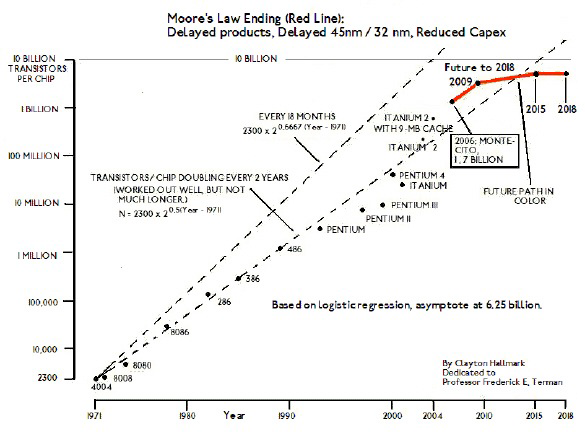 Moore's Law Ending (Red Line):
Delayed products, Delayed 45nm / 32 nm, Reduced Capex
10 BILLION
TRANSISTORS
PER CHIP
10 BILLION
Future to 2018
2009
2015
2018
1 BILLION
EVERY 18 MONTHS
2300 x 2 0.6667 (Year - 1971)
ITANIUM 2
WITH 9-MB CACHE
ITANIUM 2
2006: MONTE-
CITO,
1,7 BILLION
100 MILLION
TRANSISTORS/ CHIP DOUBLING EVERY 2 YEARS
(WORKED OUT WELL, BUT NOT
MUCH LONGER.)
N = 2300 x 2 0.5(Year - 1971)
PENTIUM 4
ITANIUM
FUTURE PATH IN
COLOR
10 MILLION
PENTIUM III
PENTIUM II
PENTIUM
1 MILLION
486
386
100,000
286
Based on logistic regression, asymptote at 6,25 billion.
8086
10,000
8080
8008
2300
4004
By Clayton Hallmark
Dedicated to
Professor Frederick E, Terman
1971
1980
Year
1990
2000
2004
2010
2015
2018